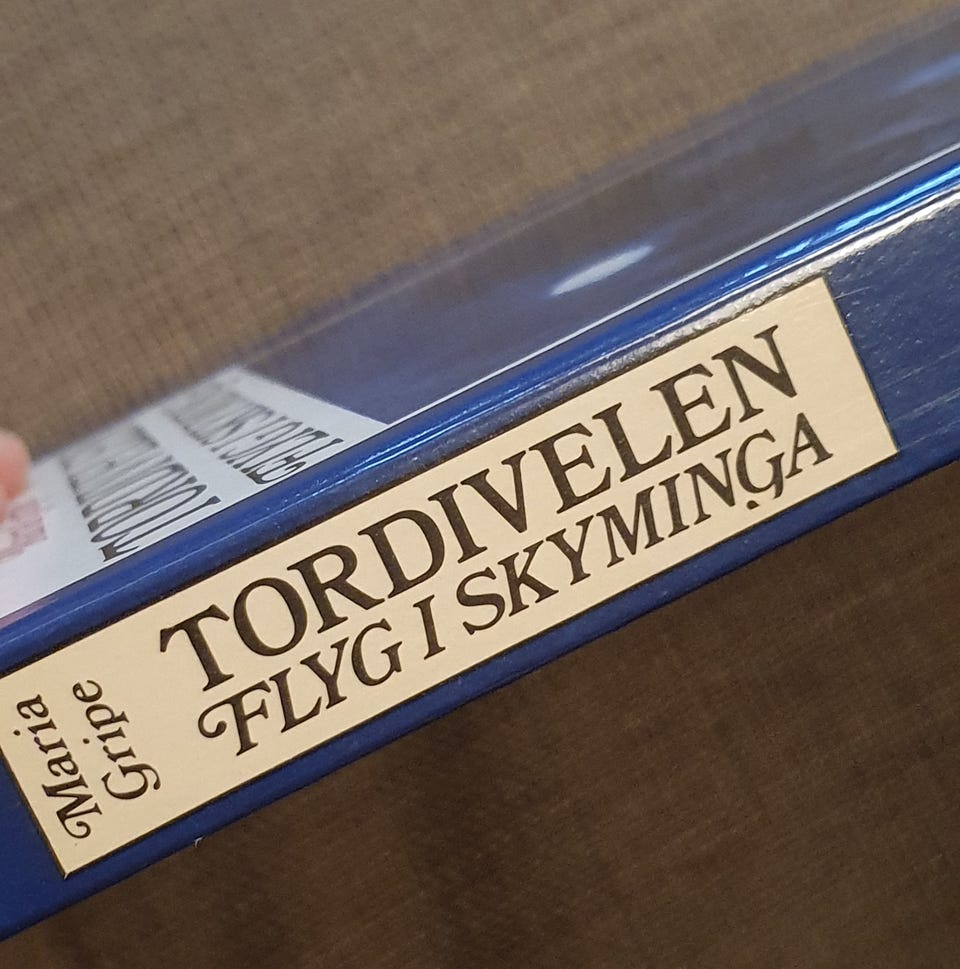 Maria
Gripe
TORDIVELEN
FLYG I SKYMINGA